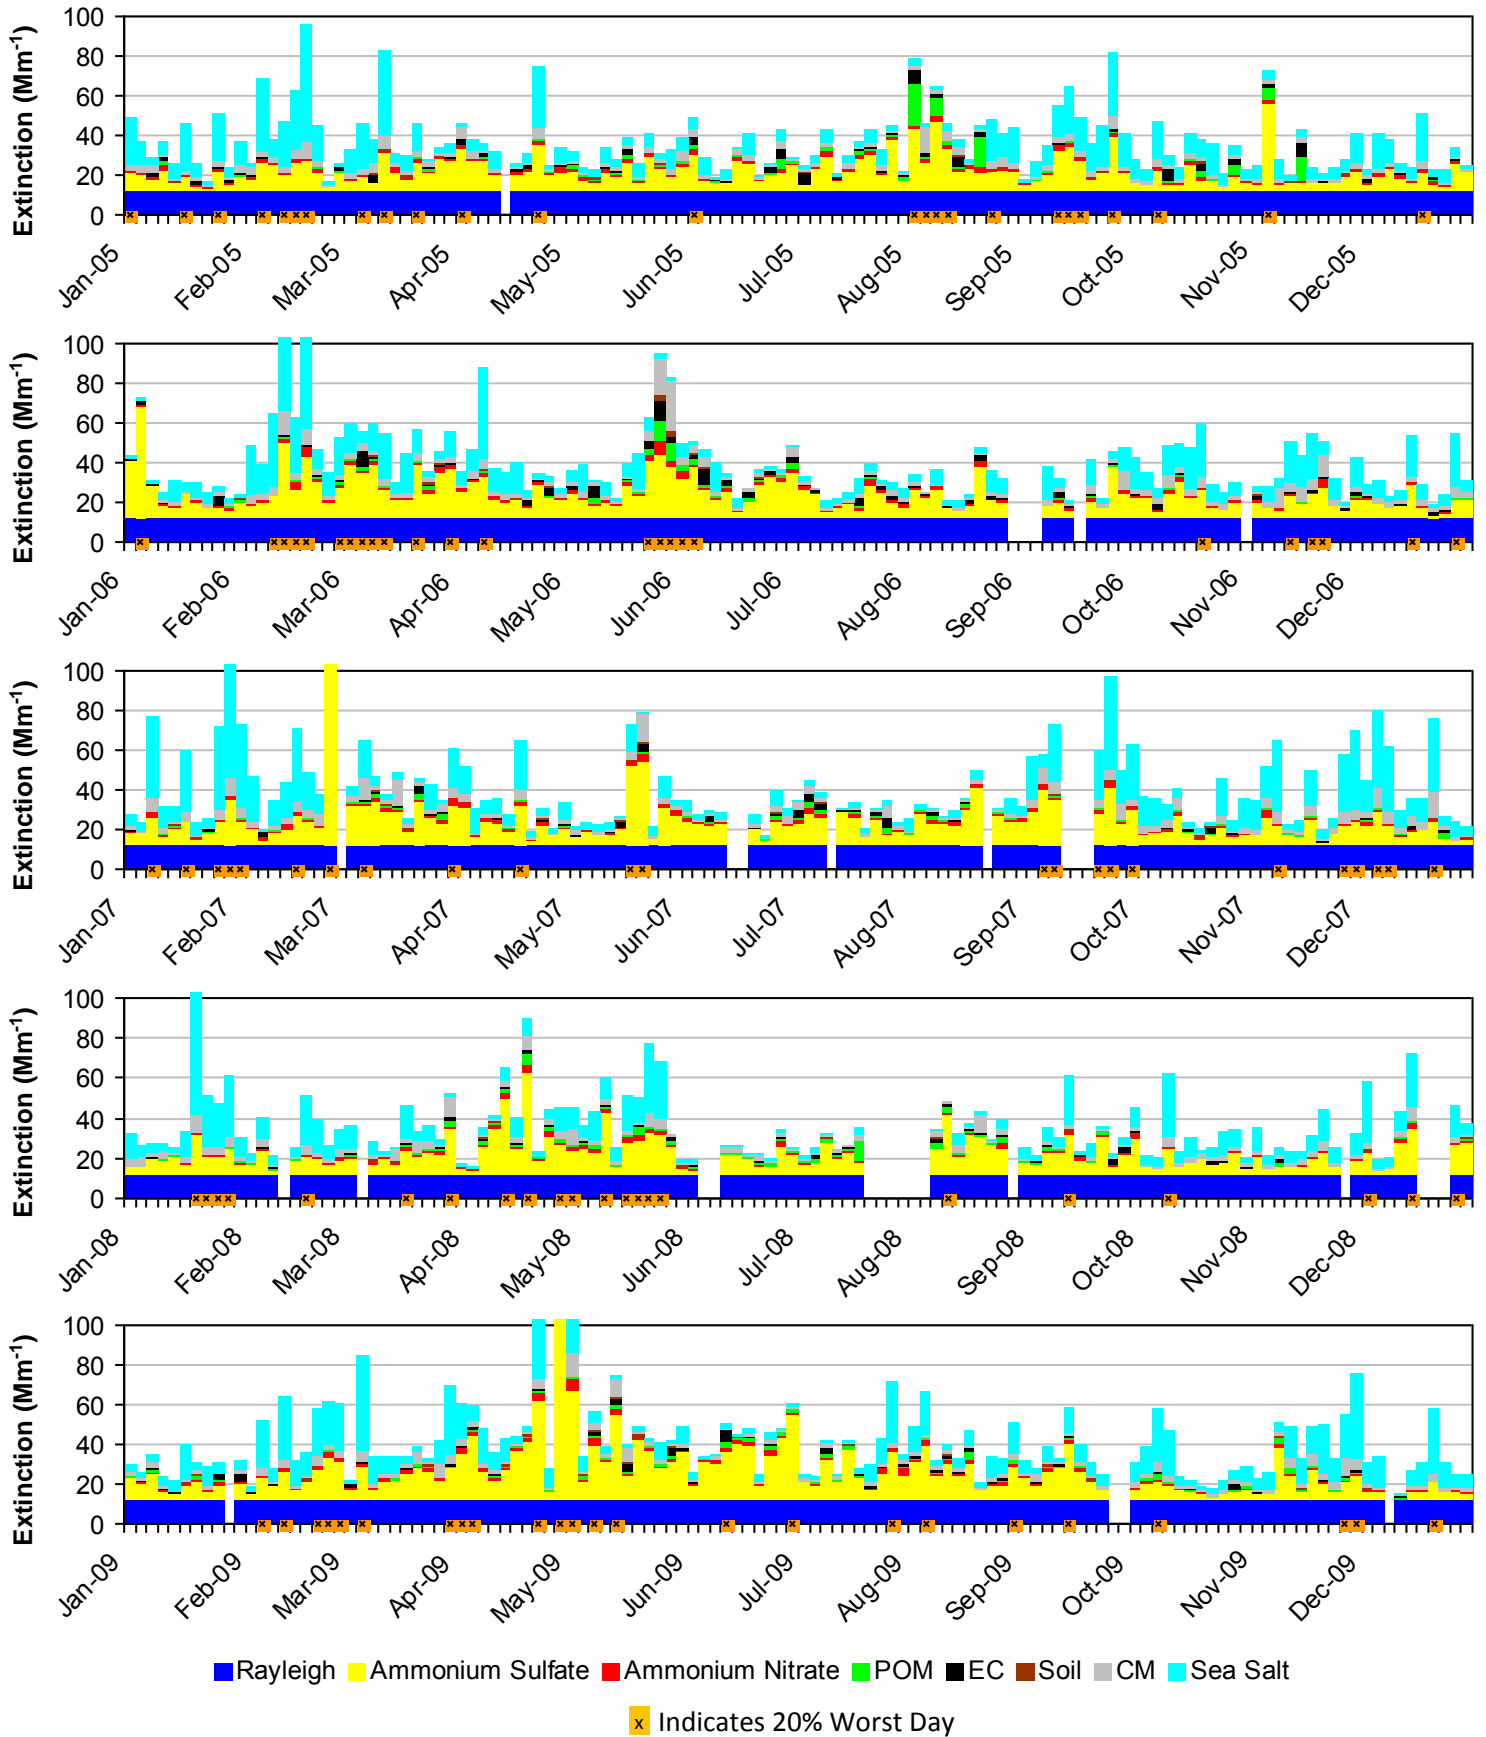 Extinction (Mm-1)
100
80
60
40
20
0
Jan-05 Feb-05 Mar-05 Apr-05 May-05 Jun-05 Jul-05 Aug-05 Sep-05 Oct-05 Nov-05 Dec-05
Extinction (Mm-1)
100
80
60
40
20
0
Jan-06 Feb-06 Mar-06 Apr-06 May-06 Jun-06 Jul-06 Aug-06 Sep-06 Oct-06 Nov-06 Dec-06
Extinction (Mm-1)
100
80
60
40
20
0
Jan-07 Feb-07 Mar-07 Apr-07 May-07 Jun-07 Jul-07 Aug-07 Sep-07 Oct-07 Nov-07 Dec-07
Extinction (Mm-1)
100
80
60
40
20
0
Jan-08 Feb-08 Mar-08 Apr-08 May-08 Jun-08 Jul-08 Aug-08 Sep-08 Oct-08 Nov-08 Dec-08
Extinction (Mm-1)
100
80
60
40
20
0
Jan-09 Feb-09 Mar-09 Apr-09 May-09 Jun-09 Jul-09 Aug-09 Sep-09 Oct-09 Nov-09 Dec-09
Rayleigh Ammonium Sulfate Ammonium Nitrate POM EC Soil CM Sea Salt
x Indicates 20% Worst Day